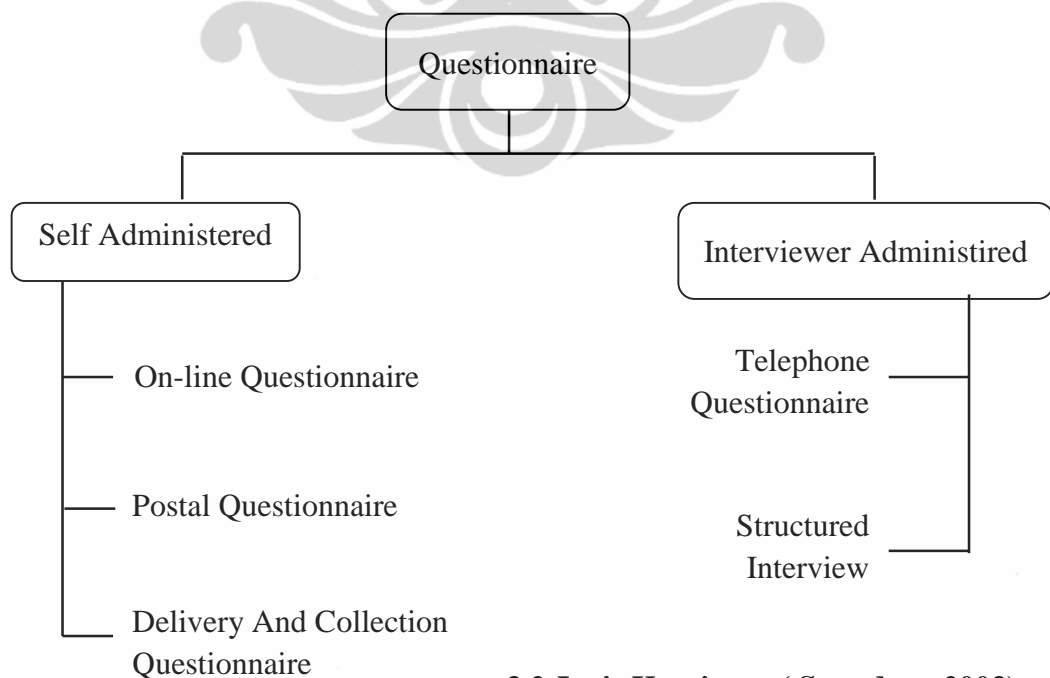 Questionnaire
Self Administered
Interviewer Administired
On-line Questionnaire
Postal Questionnaire
Delivery And Collection
Questionnaire
Telephone
Questionnaire
Structured
Interview